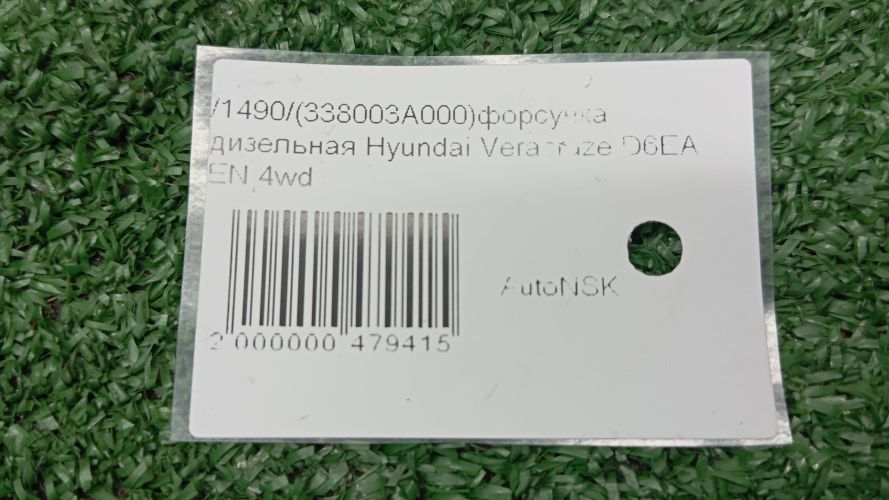 /1490/(338003A000)форсунка
дизельная Hyundai Veracruze D6EA
EN 4wd
AutoNSK
2 000000 479415